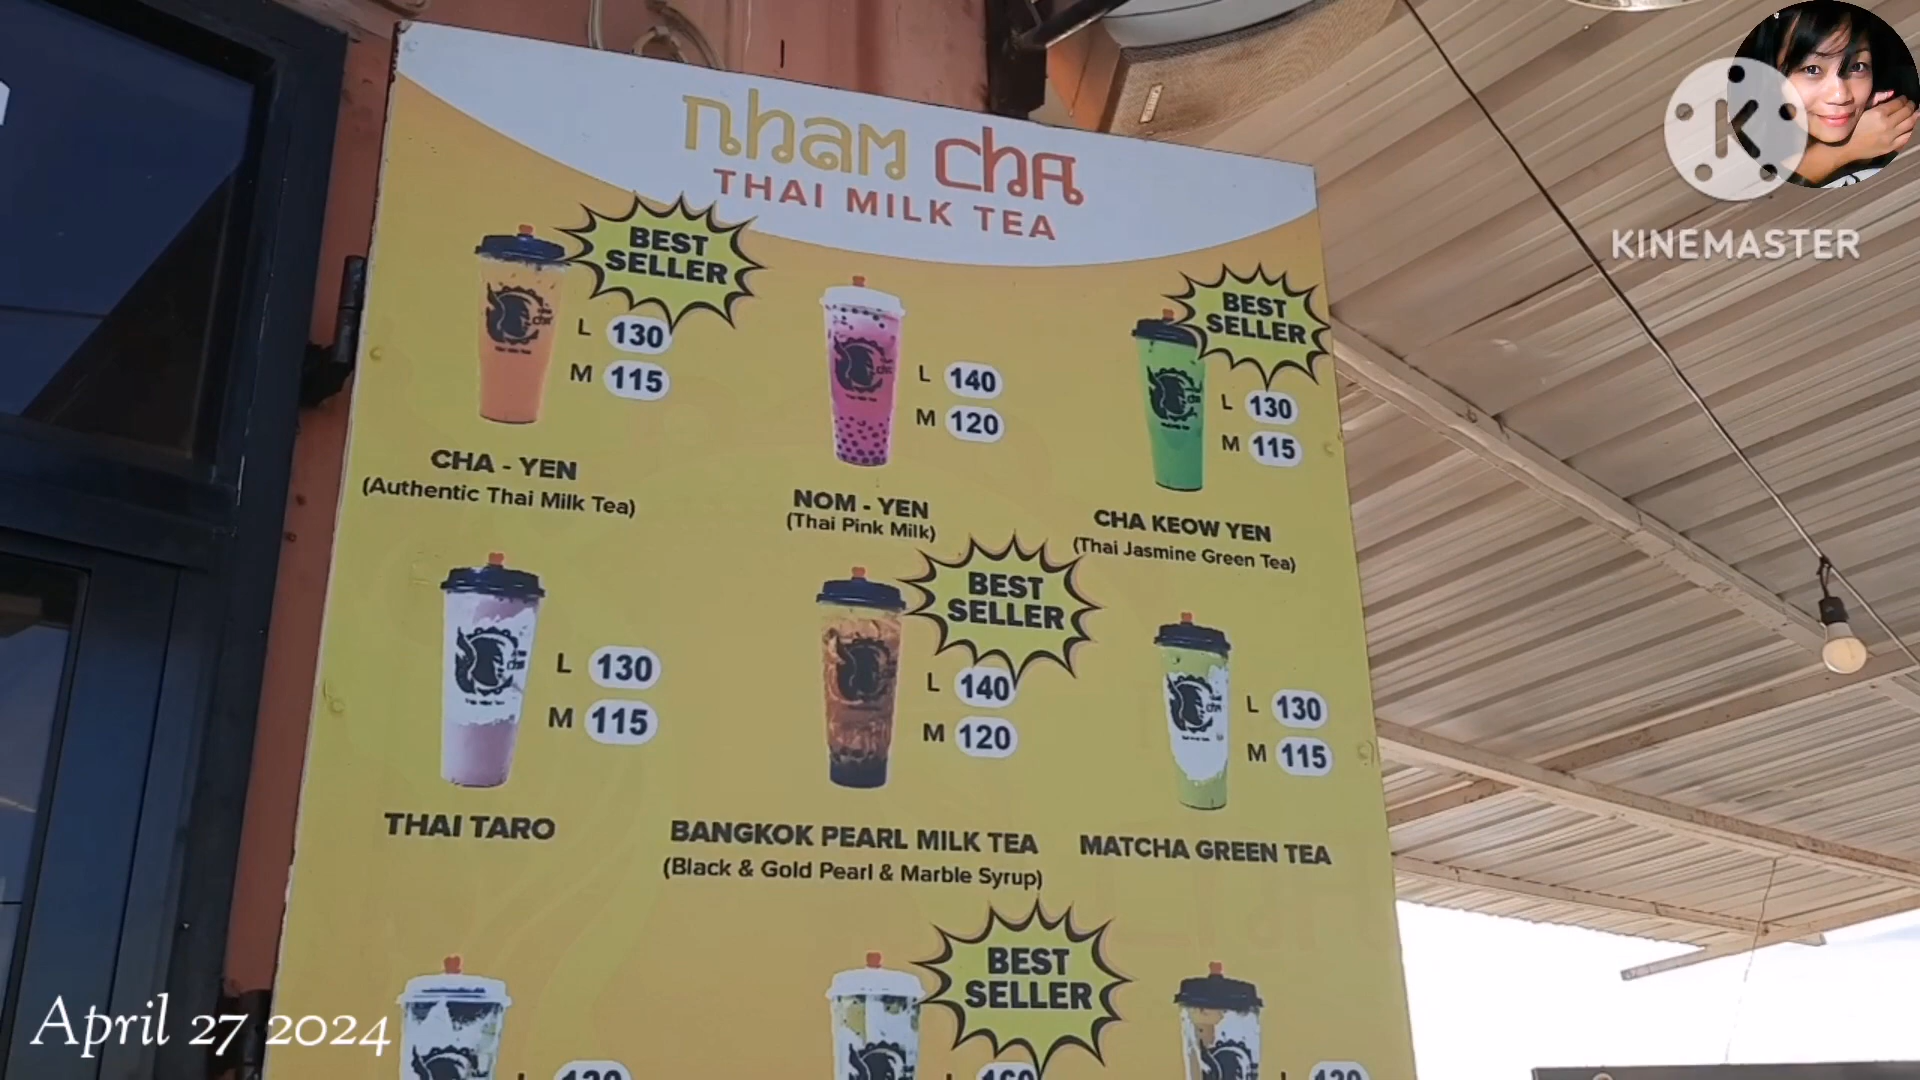 nham cha
THAI MILK TEA
BEST
SELLER
L 130
M 115
CHA - YEN
(Authentic Thai Milk Tea)
L 140
M 120
NOM - YEN
(Thai Pink Milk)
BEST
SELLER
L 130
M 115
CHA KEOW YEN
(Thai Jasmine Green Tea)
L 130
M 115
THAI TARO
BEST
SELLER
L 140
M 120
BANGKOK PEARL MILK TEA
(Black & Gold Pearl & Marble Syrup)
L 130
M 115
MATCHA GREEN TEA
BEST
SELLER
KINEMASTER
April 27 2024